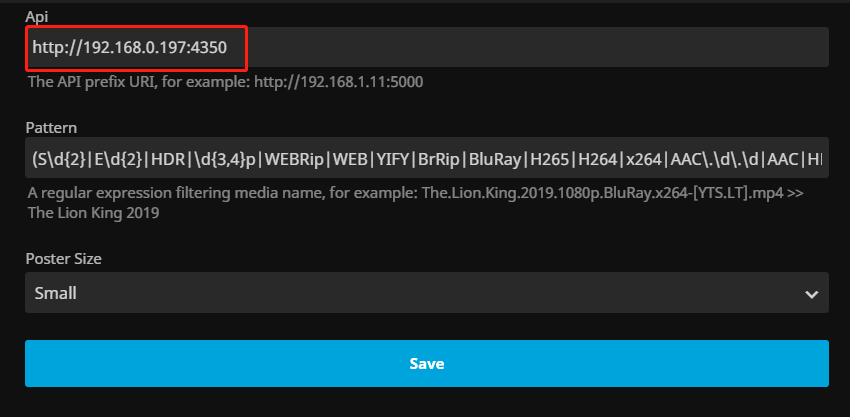 Api
http://192.168.0.197:4350
The API prefix URI, for example: http://192.168.1.11:5000
Pattern
(S\d{2}|E\d{2}|HDR|\d{3,4}p|WEBRip|WEB|YIFY|BrRip|BluRay|H265|H264|x264|AAC\.\d\.\d|AAC|
A regular expression filtering media name, for example: The.Lion.King.2019.1080p.BluRay.x264-[YTS.LT].mp4 >>
The Lion King 2019
Poster Size
Small
Save